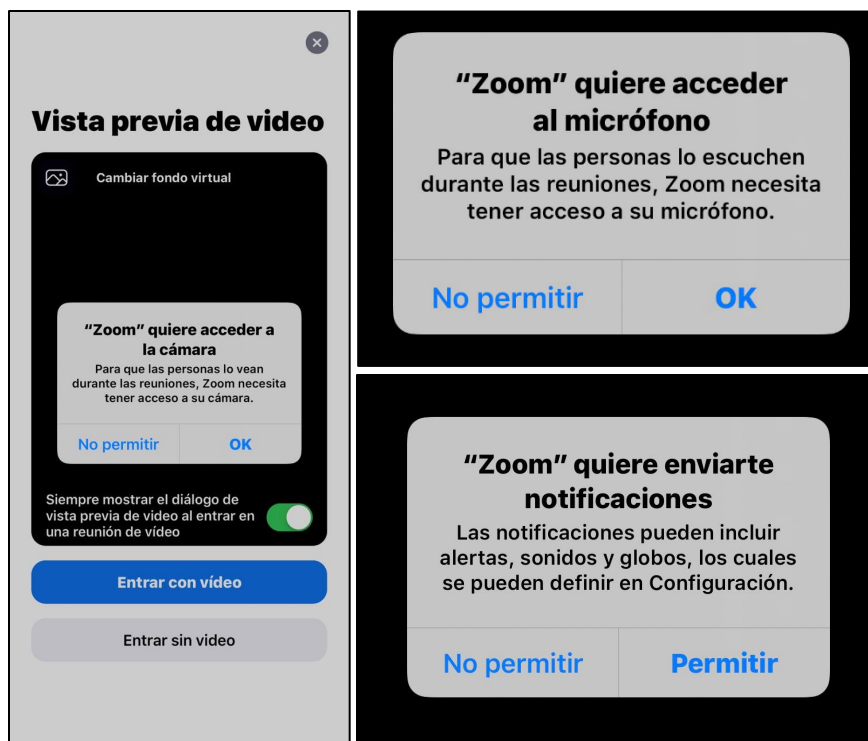 Vista previa de video
Cambiar fondo virtual
“Zoom” quiere acceder a
la cámara
Para que las personas lo vean
durante las reuniones, Zoom necesita
tener acceso a su cámara.
No permitir OK
Siempre mostrar el diálogo de
vista previa de video al entrar en
una reunión de vídeo
Entrar con vídeo
Entrar sin video
“Zoom” quiere acceder
al micrófono
Para que las personas lo escuchen
durante las reuniones, Zoom necesita
tener acceso a su micrófono.
No permitir OK
“Zoom” quiere enviarte
notificaciones
Las notificaciones pueden incluir
alertas, sonidos y globos, los cuales
se pueden definir en Configuración.
No permitir Permitir